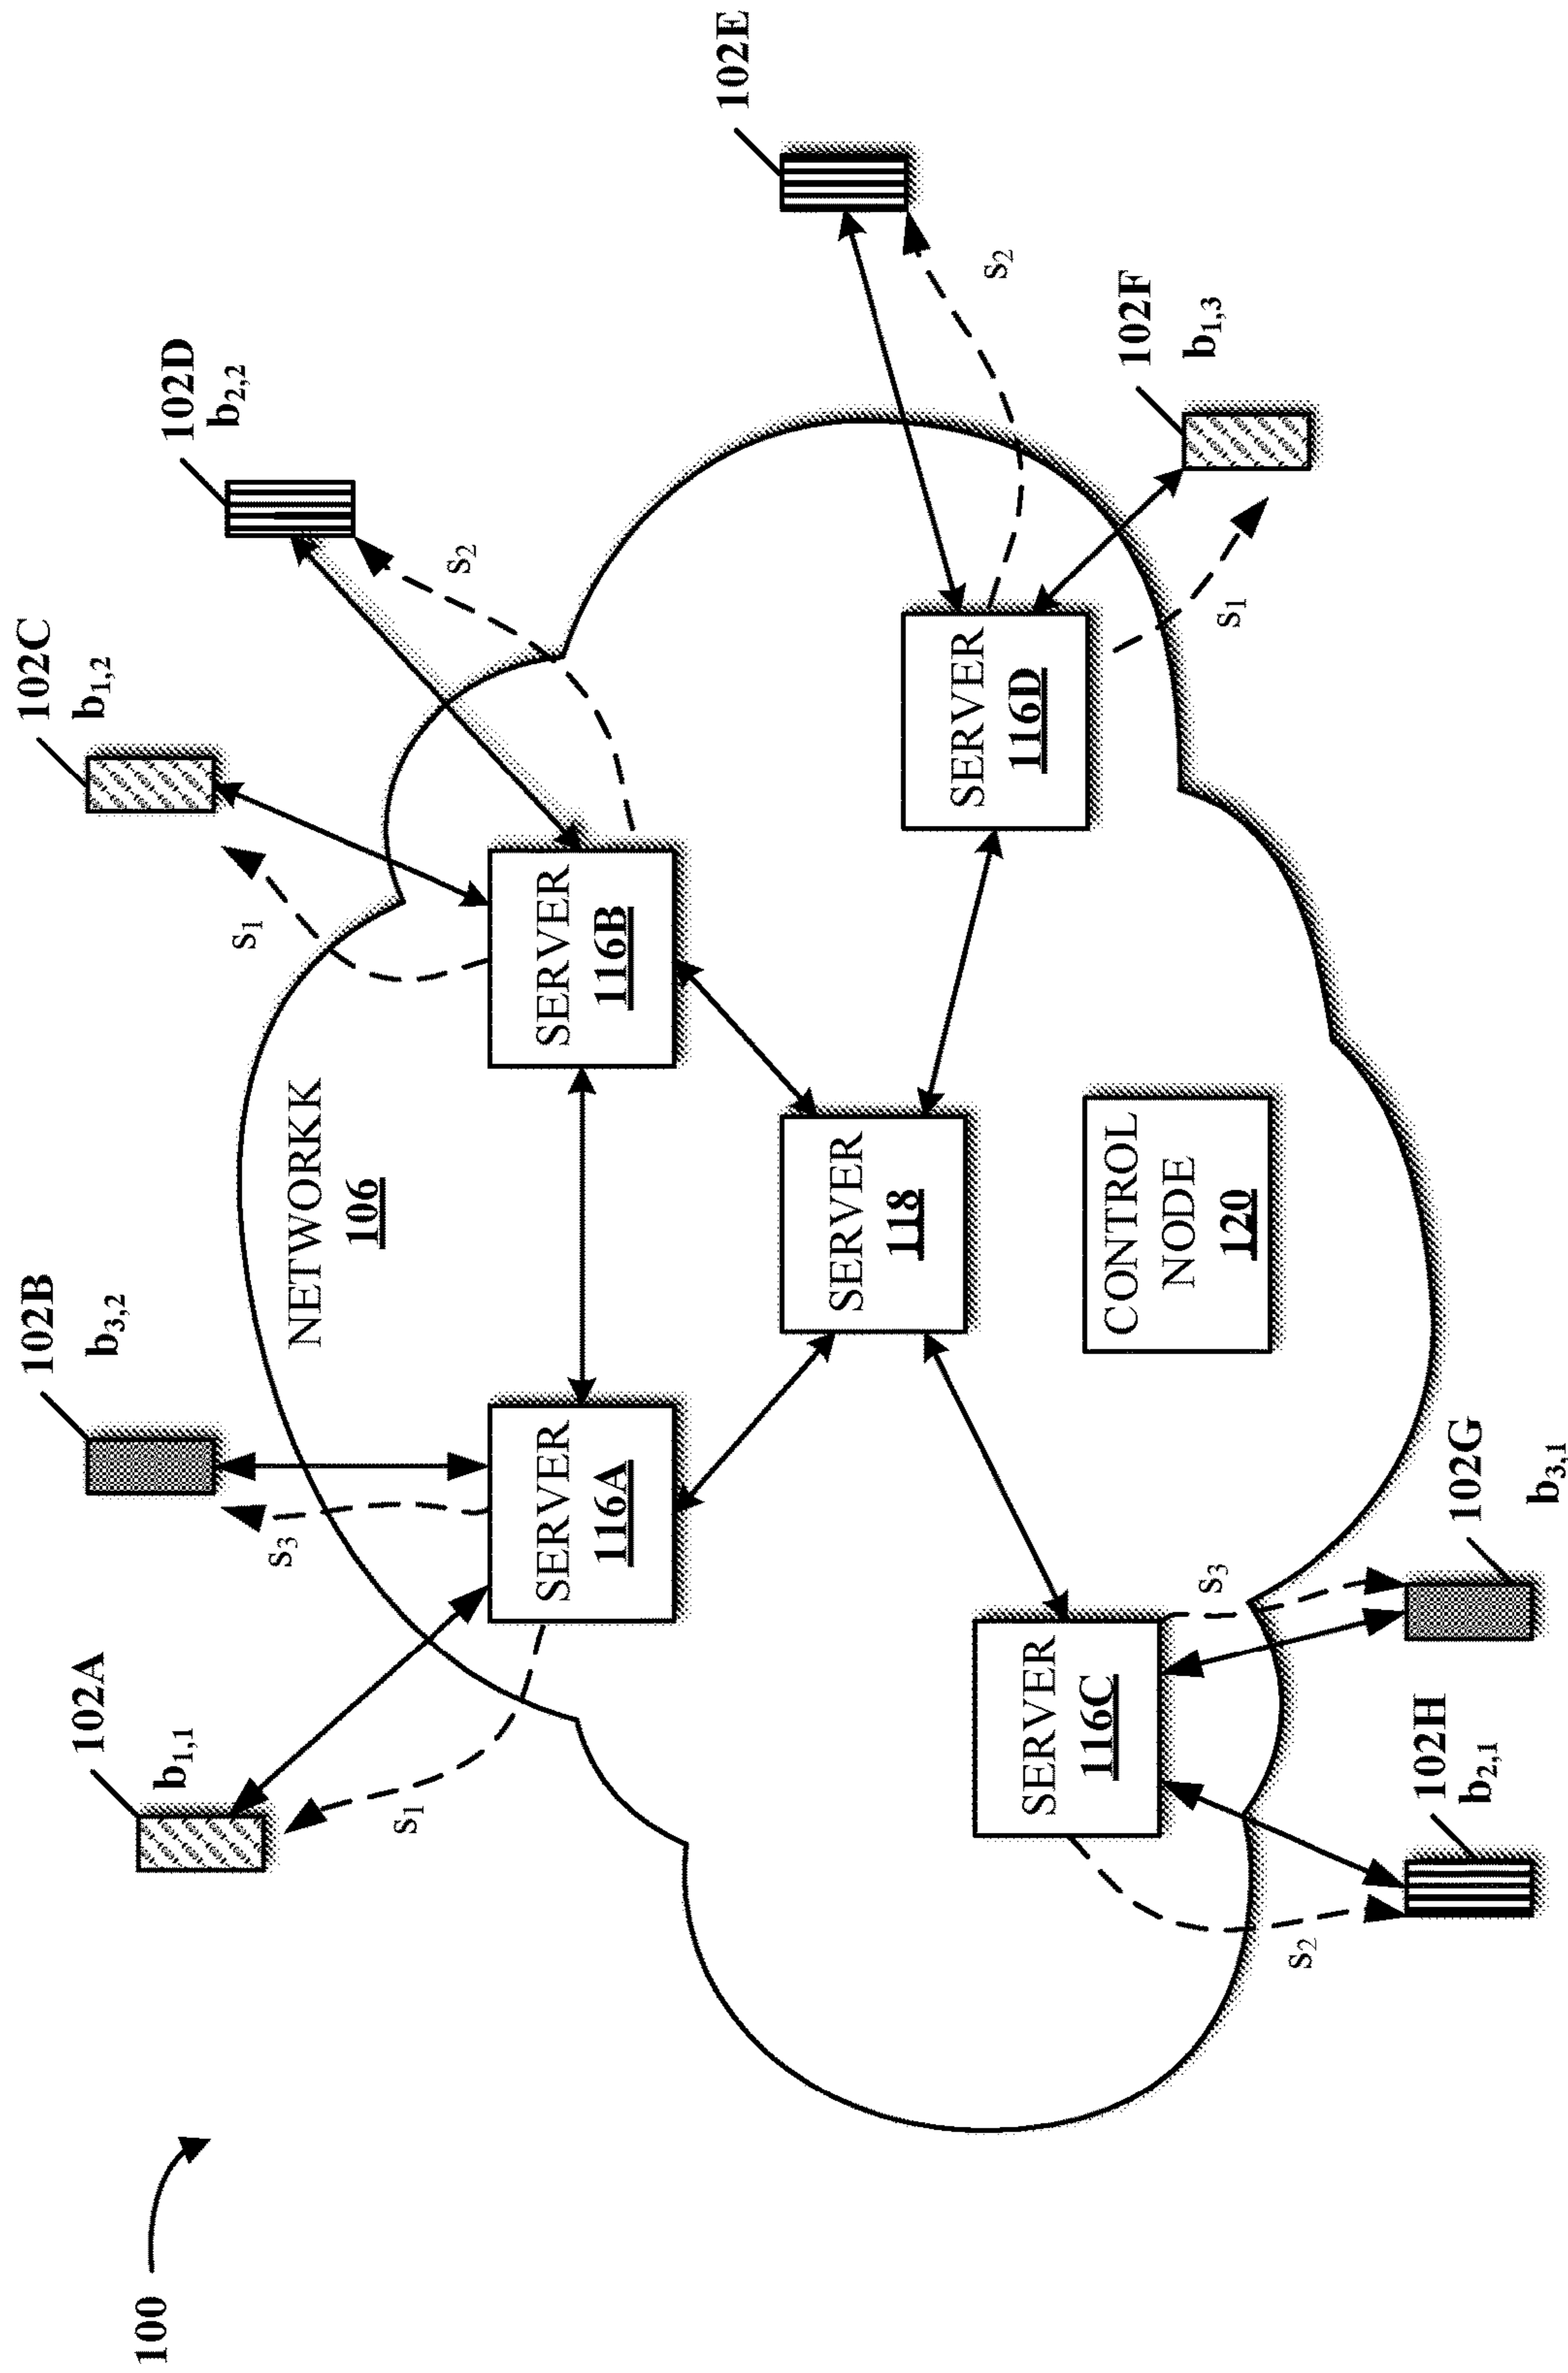 100
102A
b1,1
102B
b3,2
102C
b1,2
102D
b2,2
102E
s1
s3
s1
s2
s2
NETWORKK
106
SERVER
116A
SERVER
116B
SERVER
118
SERVER
116D
102F
b1,3
s1
SERVER
116C
CONTROL
NODE
120
s2
s3
102H
b2,1
102G
b3,1